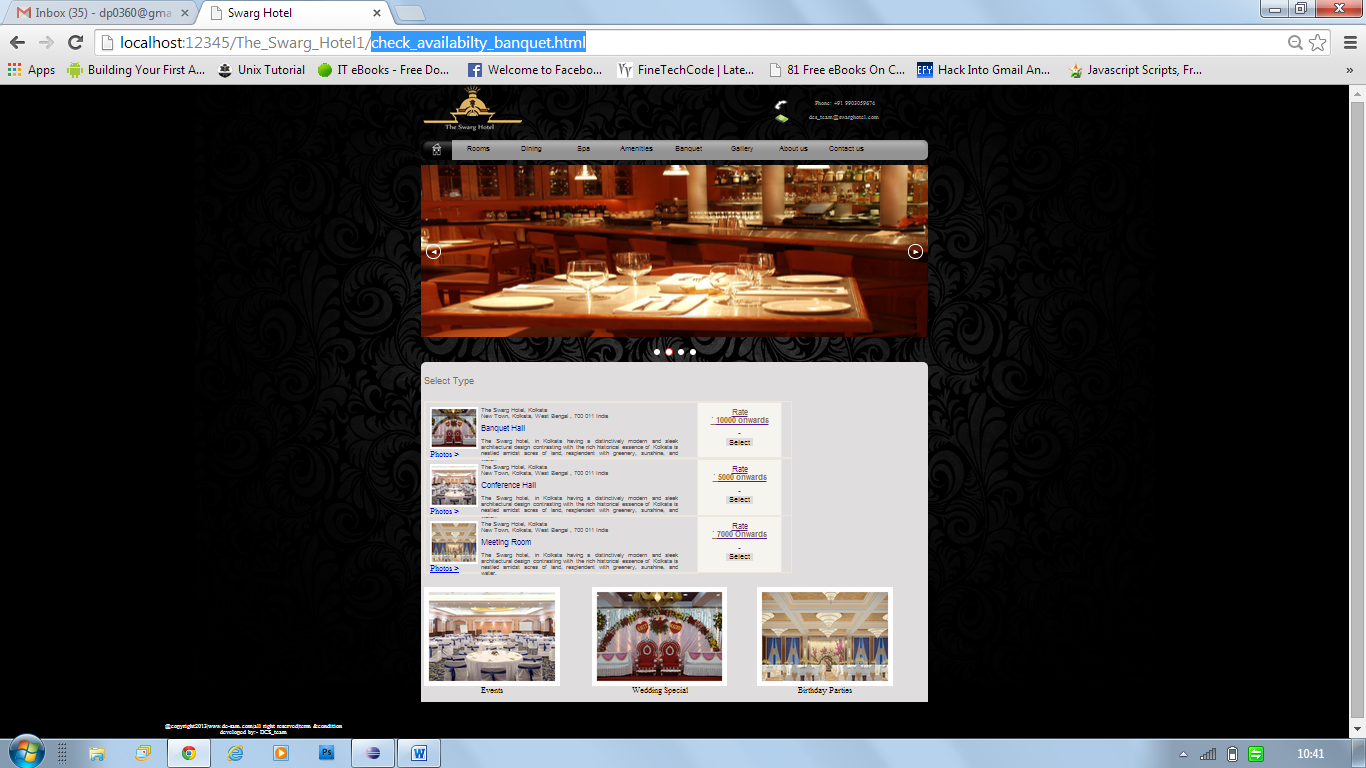 Inbox (35) - dp0360@gma
Swarg Hotel
localhost:12345/The_Swarg_Hotel1/check_availabilty_banquet.html
Apps
Building Your First A...
Unix Tutorial
IT eBooks - Free Do...
Welcome to Facebo...
FineTechCode | Late...
81 Free eBooks On C...
EFY Hack Into Gmail An...
Javascript Scripts, Fr...
»
The Swarg Hotel
Phone: +91 9903059876
dcs_team@swarghotel.com
Rooms
Dining
Spa
Amenities
Banquet
Gallery
About us
Contact us
Select Type
The Swarg Hotel, Kolkata
New Town, Kolkata, West Bengal , 700 011 India
Banquet Hall
The Swarg hotel, in Kolkata having a distinctively modern and sleek
architectural design contrasting with the rich historical essence of Kolkata is
nestled amidst acres of land, resplendent with greenery, sunshine, and
Photos >
Rate
` 10000 onwards
-
Select
The Swarg Hotel, Kolkata
New Town, Kolkata, West Bengal , 700 011 India
Conference Hall
The Swarg hotel, in Kolkata having a distinctively modern and sleek
architectural design contrasting with the rich historical essence of Kolkata is
nestled amidst acres of land, resplendent with greenery, sunshine, and
Photos >
Rate
` 5000 onwards
-
Select
The Swarg Hotel, Kolkata
New Town, Kolkata, West Bengal , 700 011 India
Meeting Room
The Swarg hotel, in Kolkata having a distinctively modern and sleek
architectural design contrasting with the rich historical essence of Kolkata is
nestled amidst acres of land, resplendent with greenery, sunshine, and
water.
Photos >
Rate
` 7000 Onwards
-
Select
Events
Wedding Special
Birthday Parties
@copyright2013|www.dc-sam.com|all right reserved|term &condition
developed by:- DCS_team
Ps
W
10:41